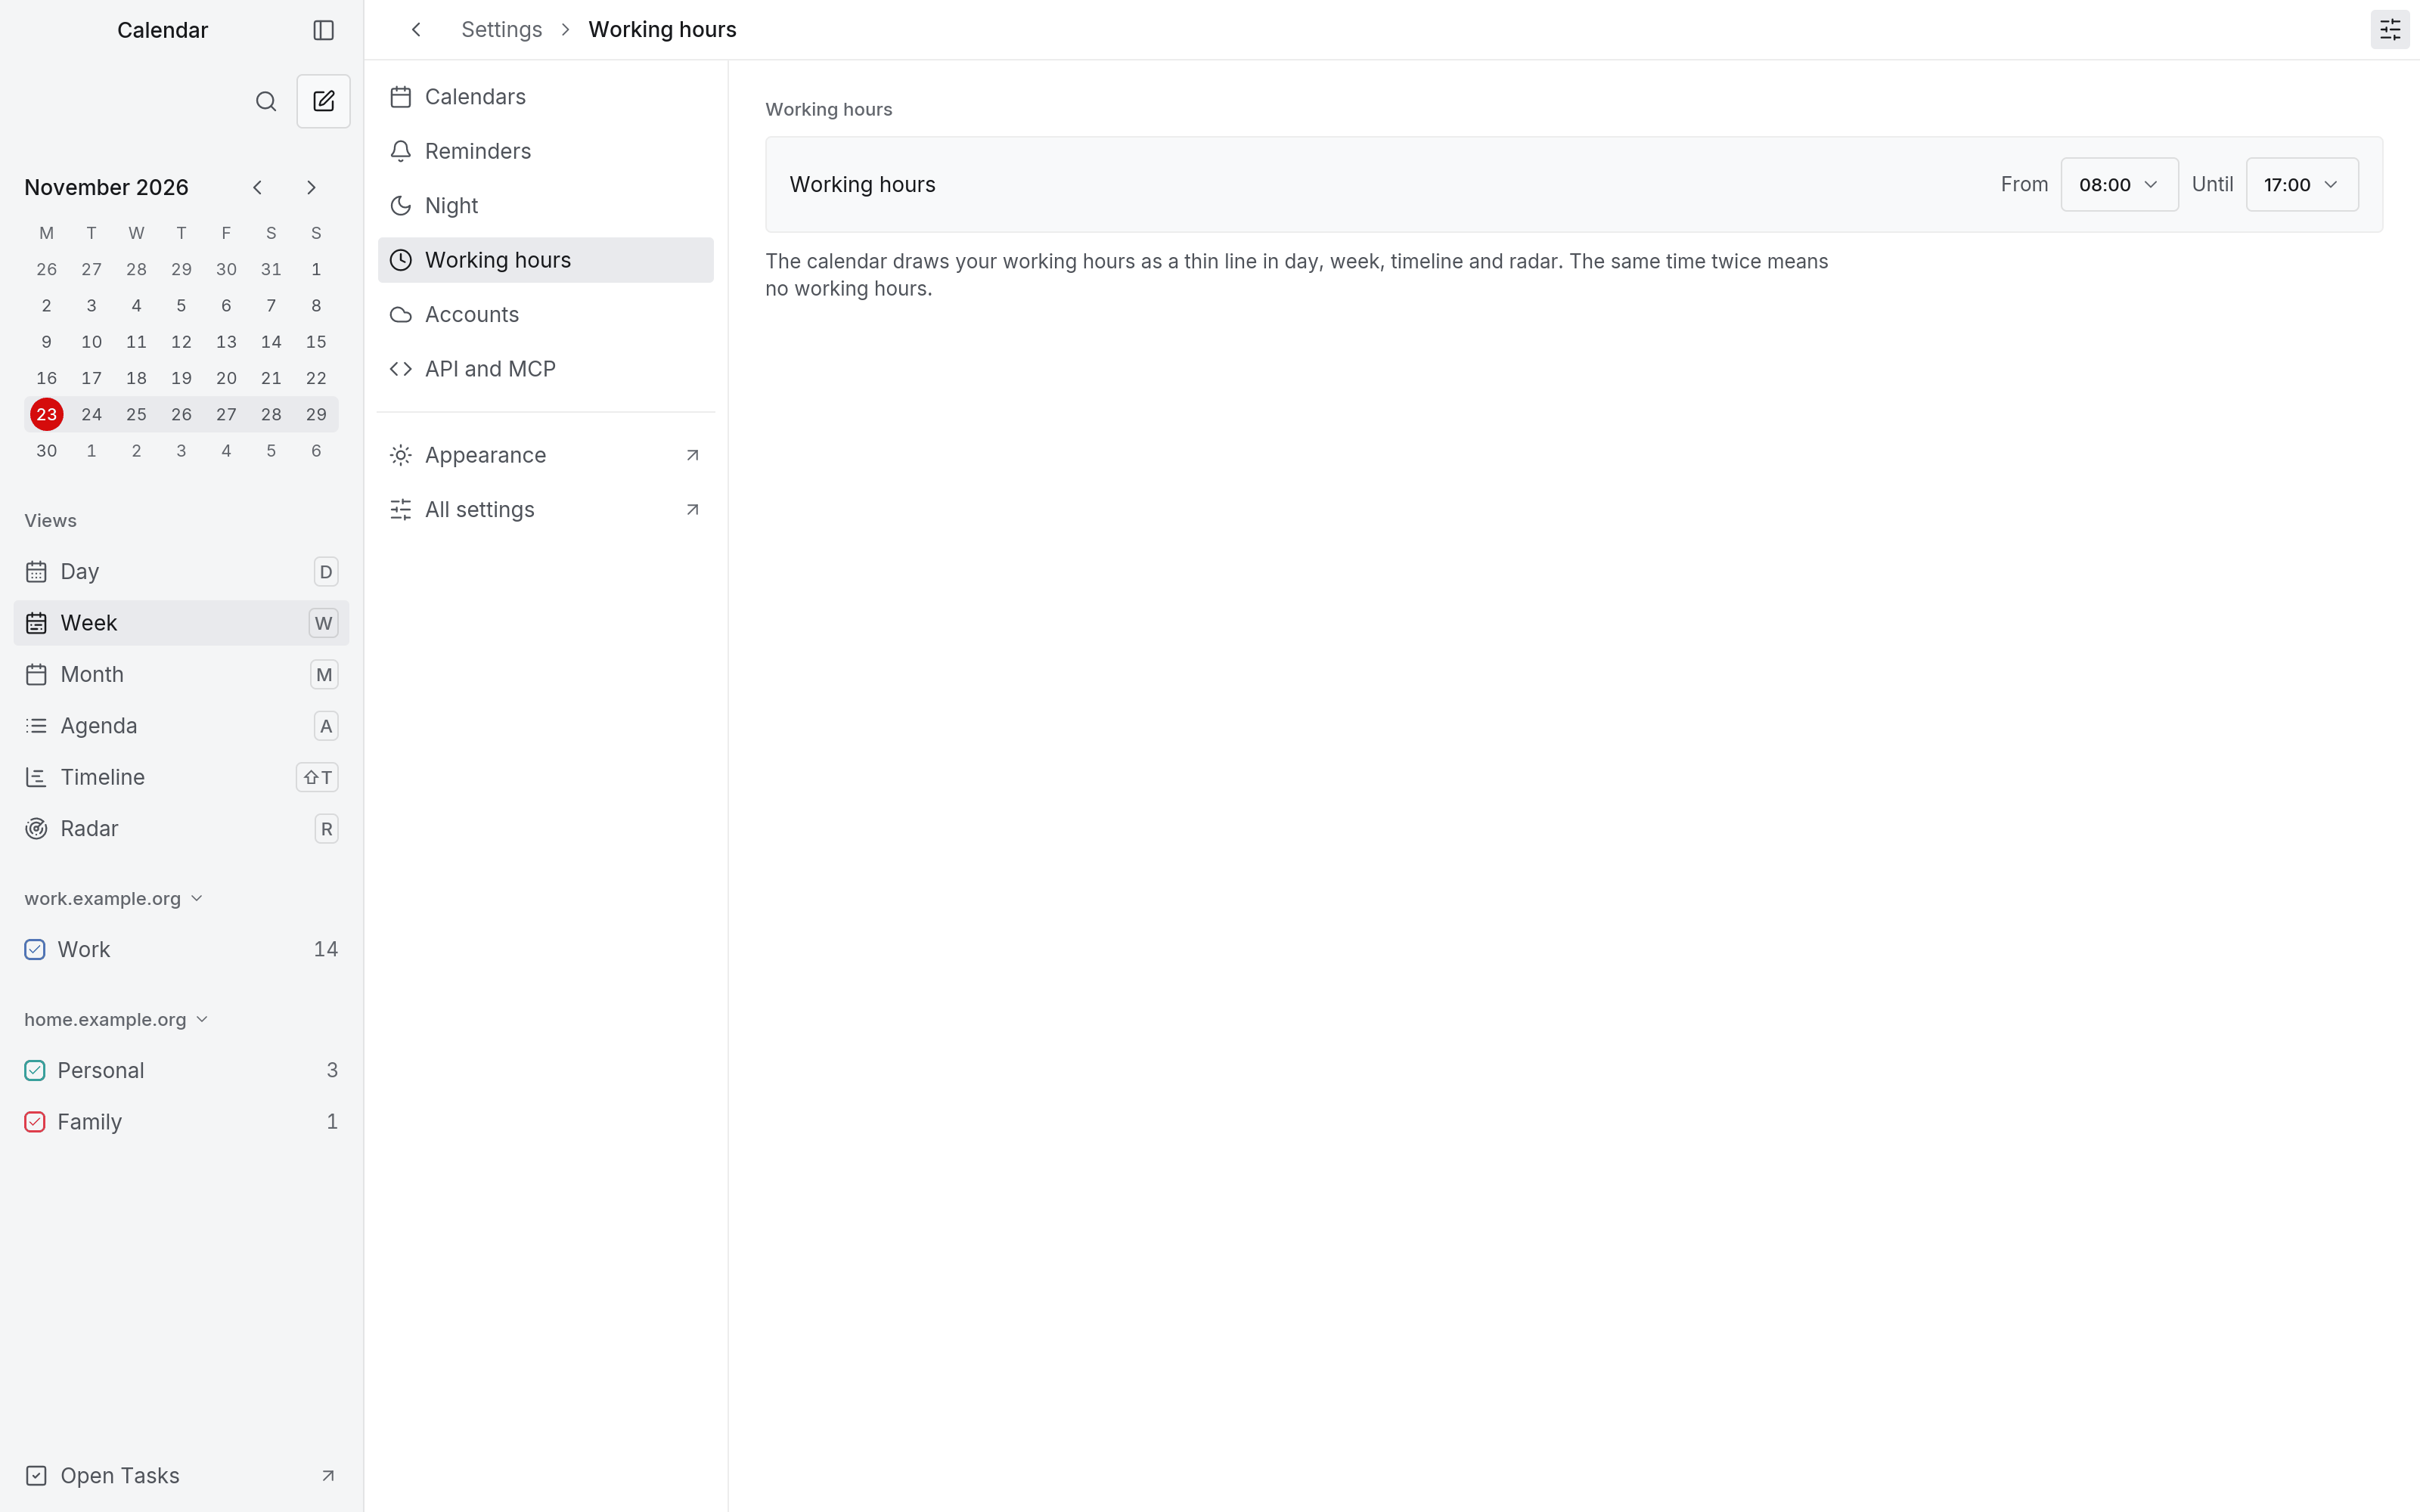 Calendar
November 2026
M T W T F S S
26 27 28 29 30 31 1
2 3 4 5 6 7 8
9 10 11 12 13 14 15
16 17 18 19 20 21 22
23 24 25 26 27 28 29
30 1 2 3 4 5 6
Views
Day D
Week W
Month M
Agenda A
Timeline ⇧T
Radar R
work.example.org
Work 14
home.example.org
Personal 3
Family 1
Open Tasks
Settings > Working hours
Calendars
Reminders
Night
Working hours
Accounts
API and MCP
Appearance
All settings
Working hours
Working hours From 08:00 Until 17:00
The calendar draws your working hours as a thin line in day, week, timeline and radar. The same time twice means
no working hours.